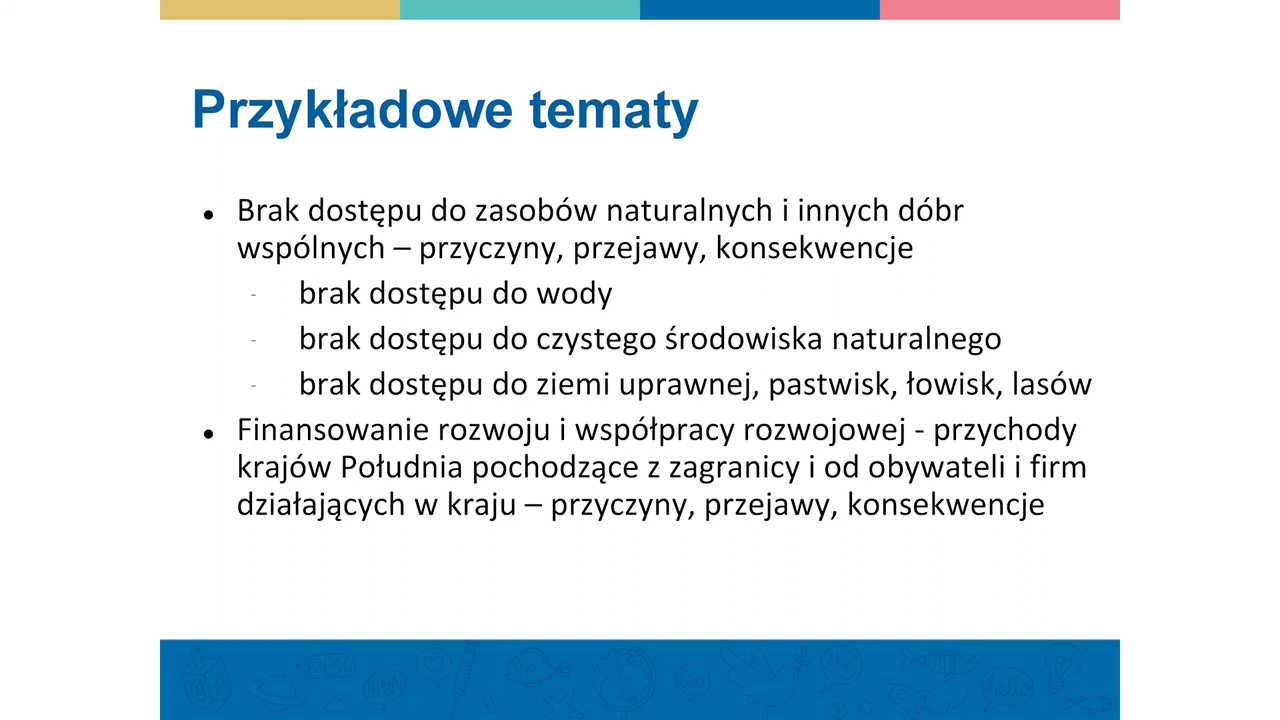 Przykładowe tematy
● Brak dostępu do zasobów naturalnych i innych dóbr
wspólnych – przyczyny, przejawy, konsekwencje
- brak dostępu do wody
- brak dostępu do czystego środowiska naturalnego
- brak dostępu do ziemi uprawnej, pastwisk, łowisk, lasów
● Finansowanie rozwoju i współpracy rozwojowej - przychody
krajów Południa pochodzące z zagranicy i od obywateli i firm
działających w kraju – przyczyny, przejawy, konsekwencje
hello